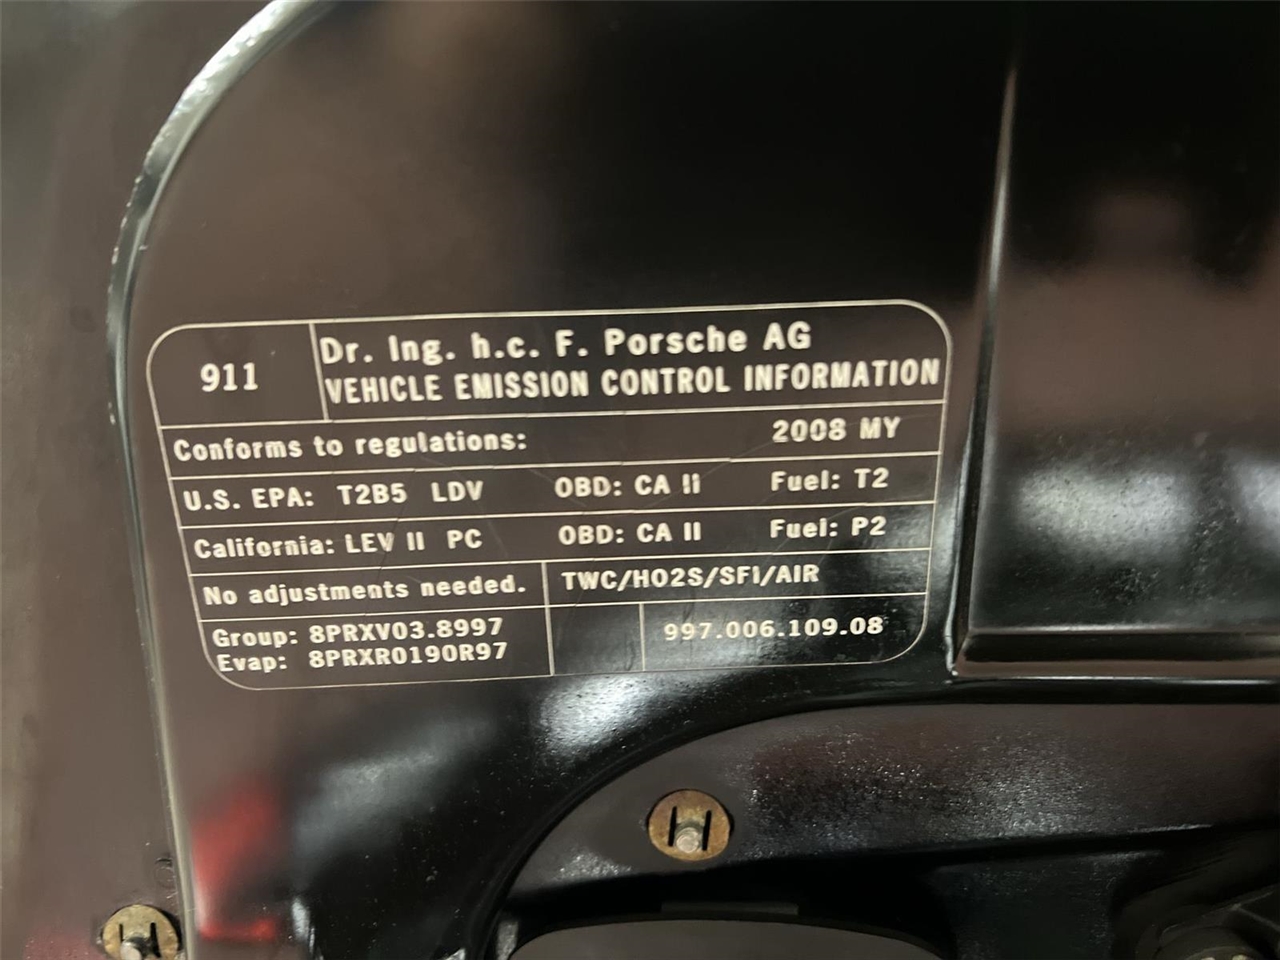 911
Dr. Ing. h.c. F. Porsche AG
VEHICLE EMISSION CONTROL INFORMATION
Conforms to regulations: 2008 MY
U.S. EPA: T2B5 LDV OBD: CA II Fuel: T2
California: LEV II PC OBD: CA II Fuel: P2
No adjustments needed. TWC/HO2S/SFI/AIR
Group: 8PRXV03.8997
Evap: 8PRXR0190R97
997.006.109.08